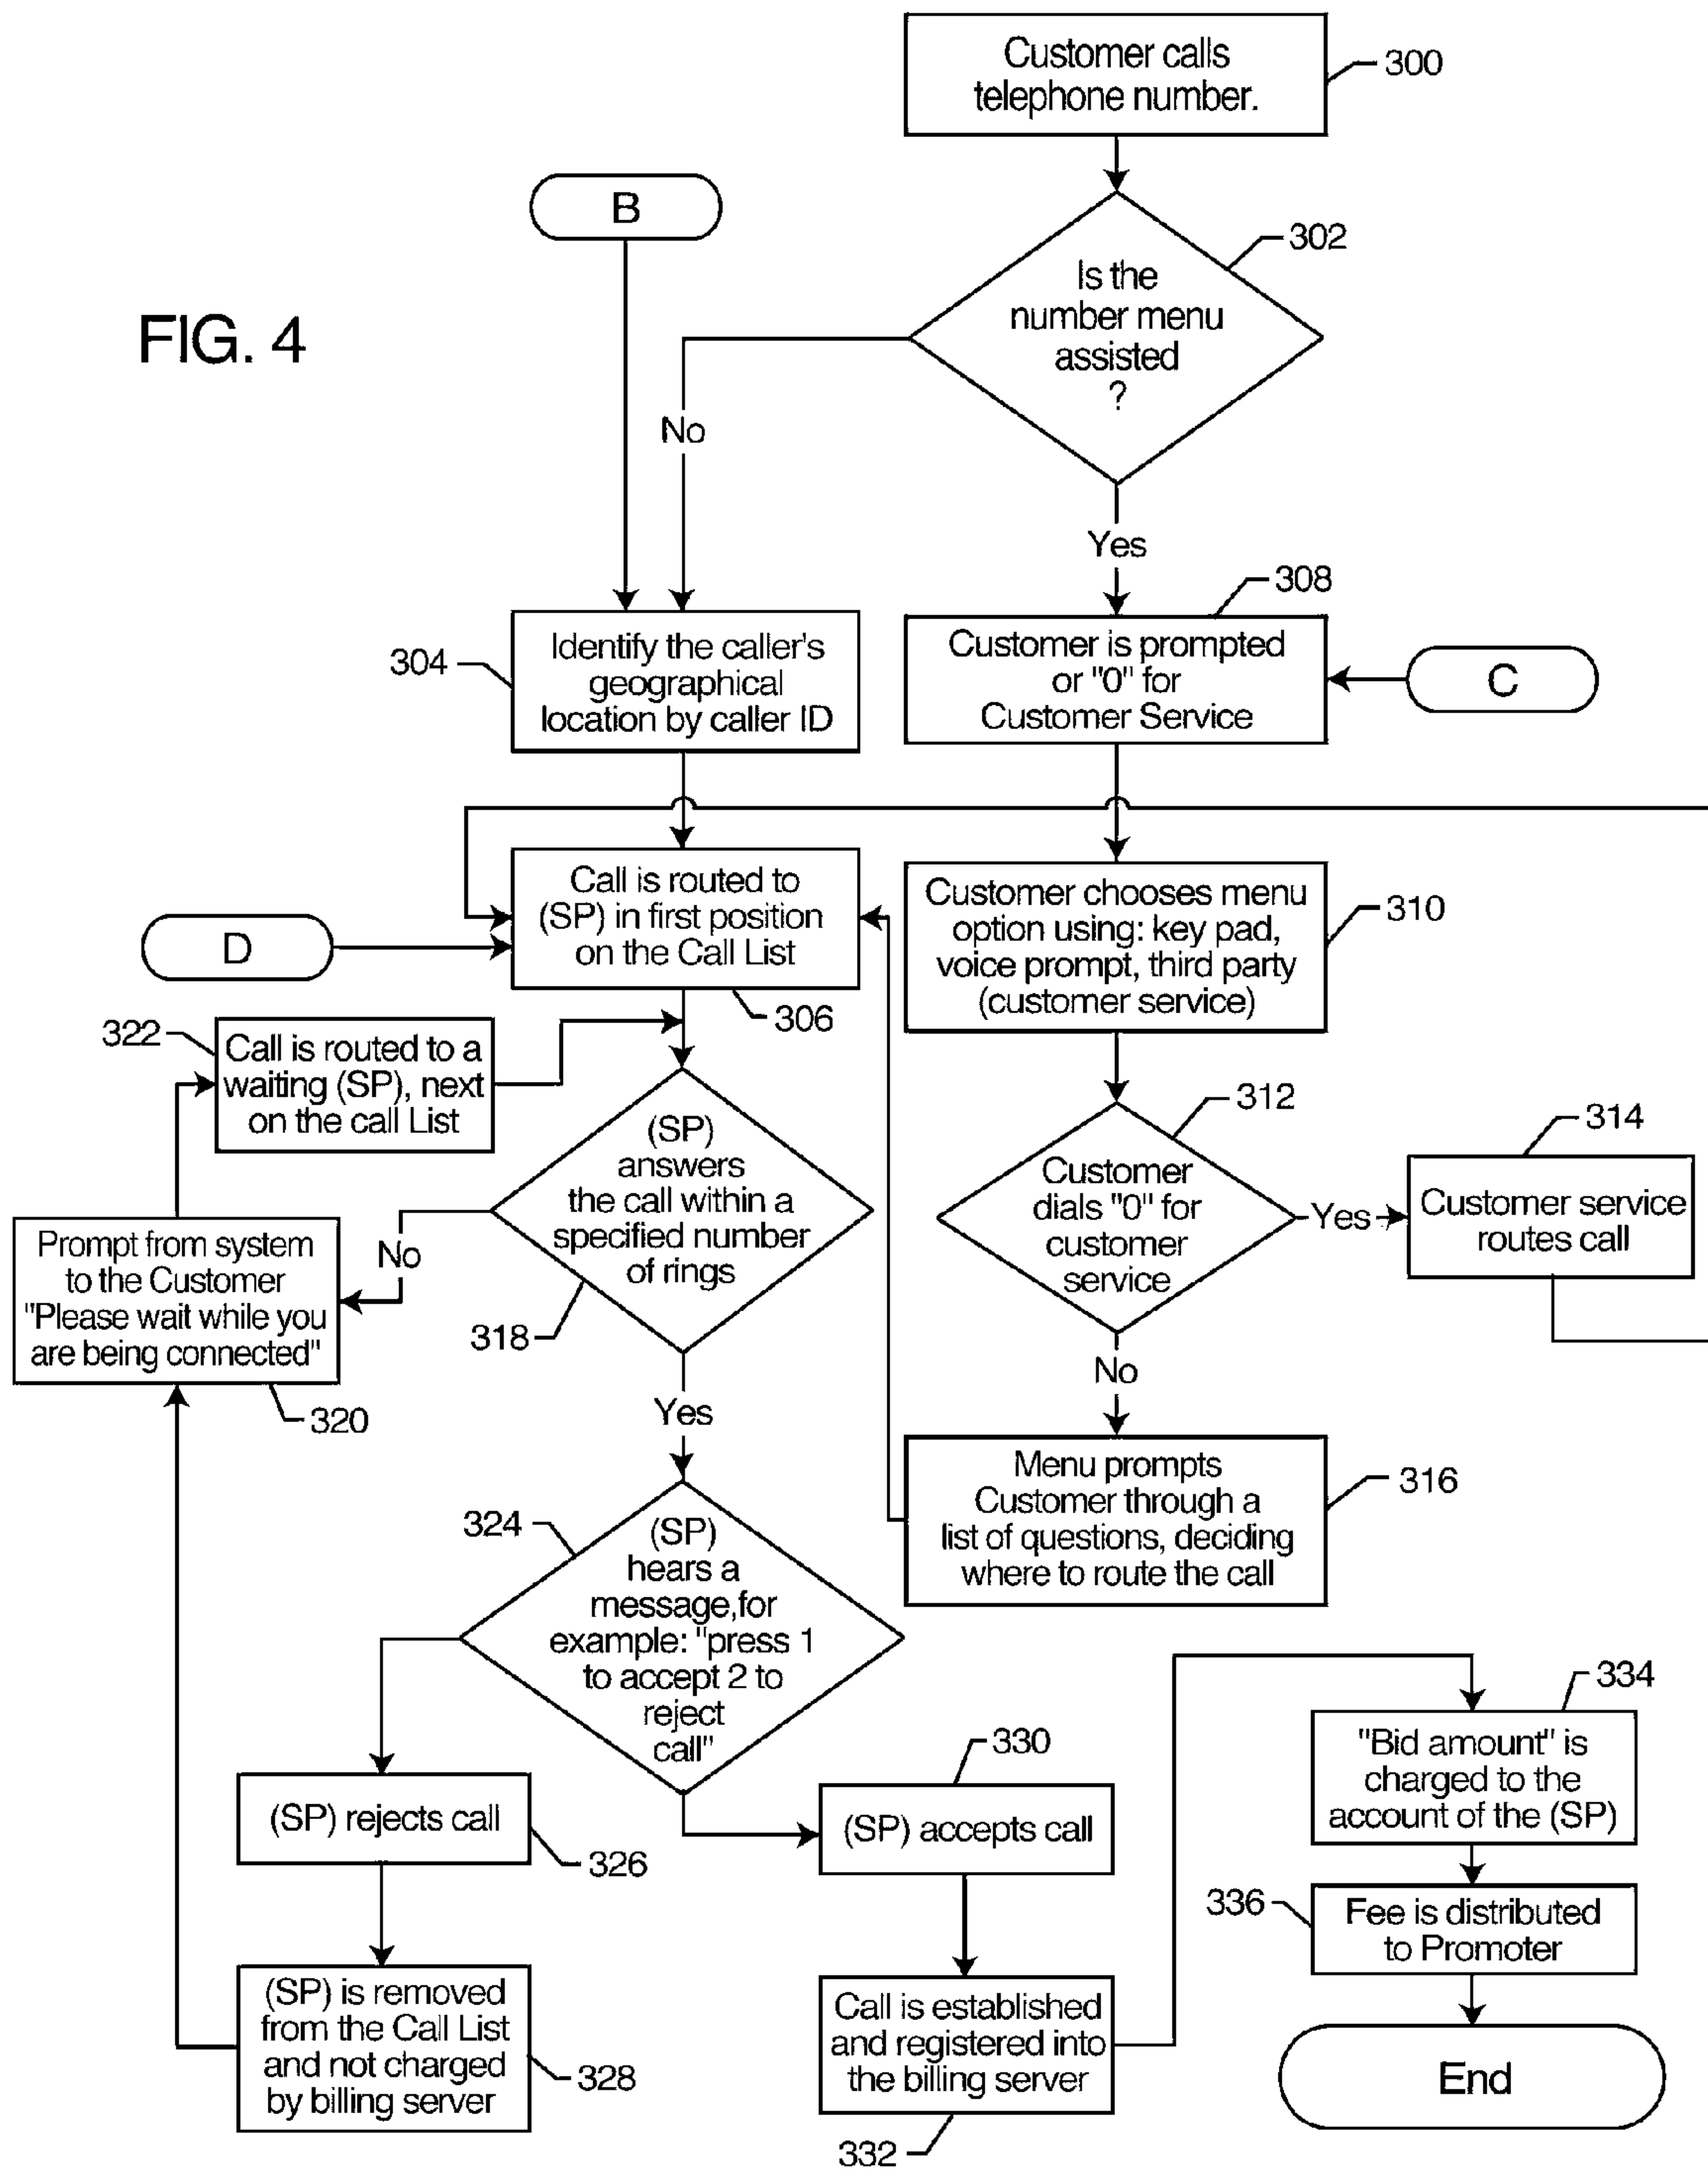 Customer calls
telephone number.
300
B
302
Is the
number menu
assisted
?
FIG. 4
No
Yes
308
304
Identify the caller's
geographical
location by caller ID
Customer is prompted
or "0" for
Customer Service
C
Call is routed to
(SP) in first position
on the Call List
Customer chooses menu
option using: key pad,
voice prompt, third party
(customer service)
310
D
306
322
Call is routed to a
waiting (SP), next
on the call List
312
314
(SP)
answers
the call within a
specified number
of rings
Customer
dials "0" for
customer
service
Yes
Customer service
routes call
No
Prompt from system
to the Customer
"Please wait while you
are being connected"
318
320
Yes
No
Menu prompts
Customer through a
list of questions, deciding
where to route the call
316
324
(SP)
hears a
message,for
example: "press 1
to accept 2 to
reject
call"
334
330
"Bid amount" is
charged to the
account of the (SP)
(SP) rejects call
326
(SP) accepts call
336
Fee is distributed
to Promoter
(SP) is removed
from the Call List
and not charged
by billing server
328
Call is established
and registered into
the billing server
332
End